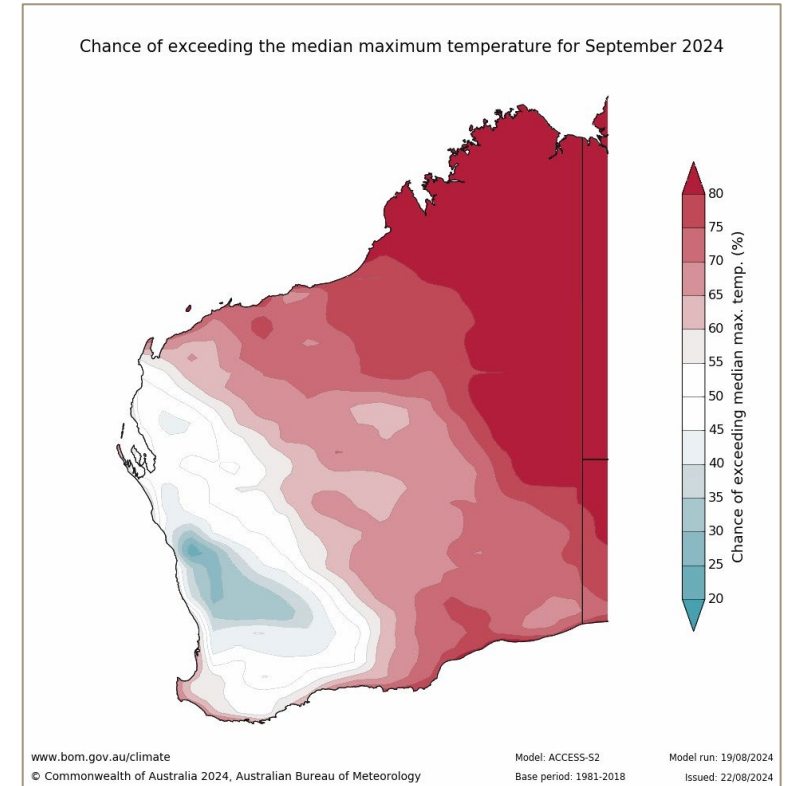 Chance of exceeding the median maximum temperature for September 2024
80
75
70
65
60
55
50
45
40
35
30
25
20
Chance of exceeding median max. temp. (%)
www.bom.gov.au/climate
© Commonwealth of Australia 2024, Australian Bureau of Meteorology
Model: ACCESS-S2
Base period: 1981-2018
Model run: 19/08/2024
Issued: 22/08/2024